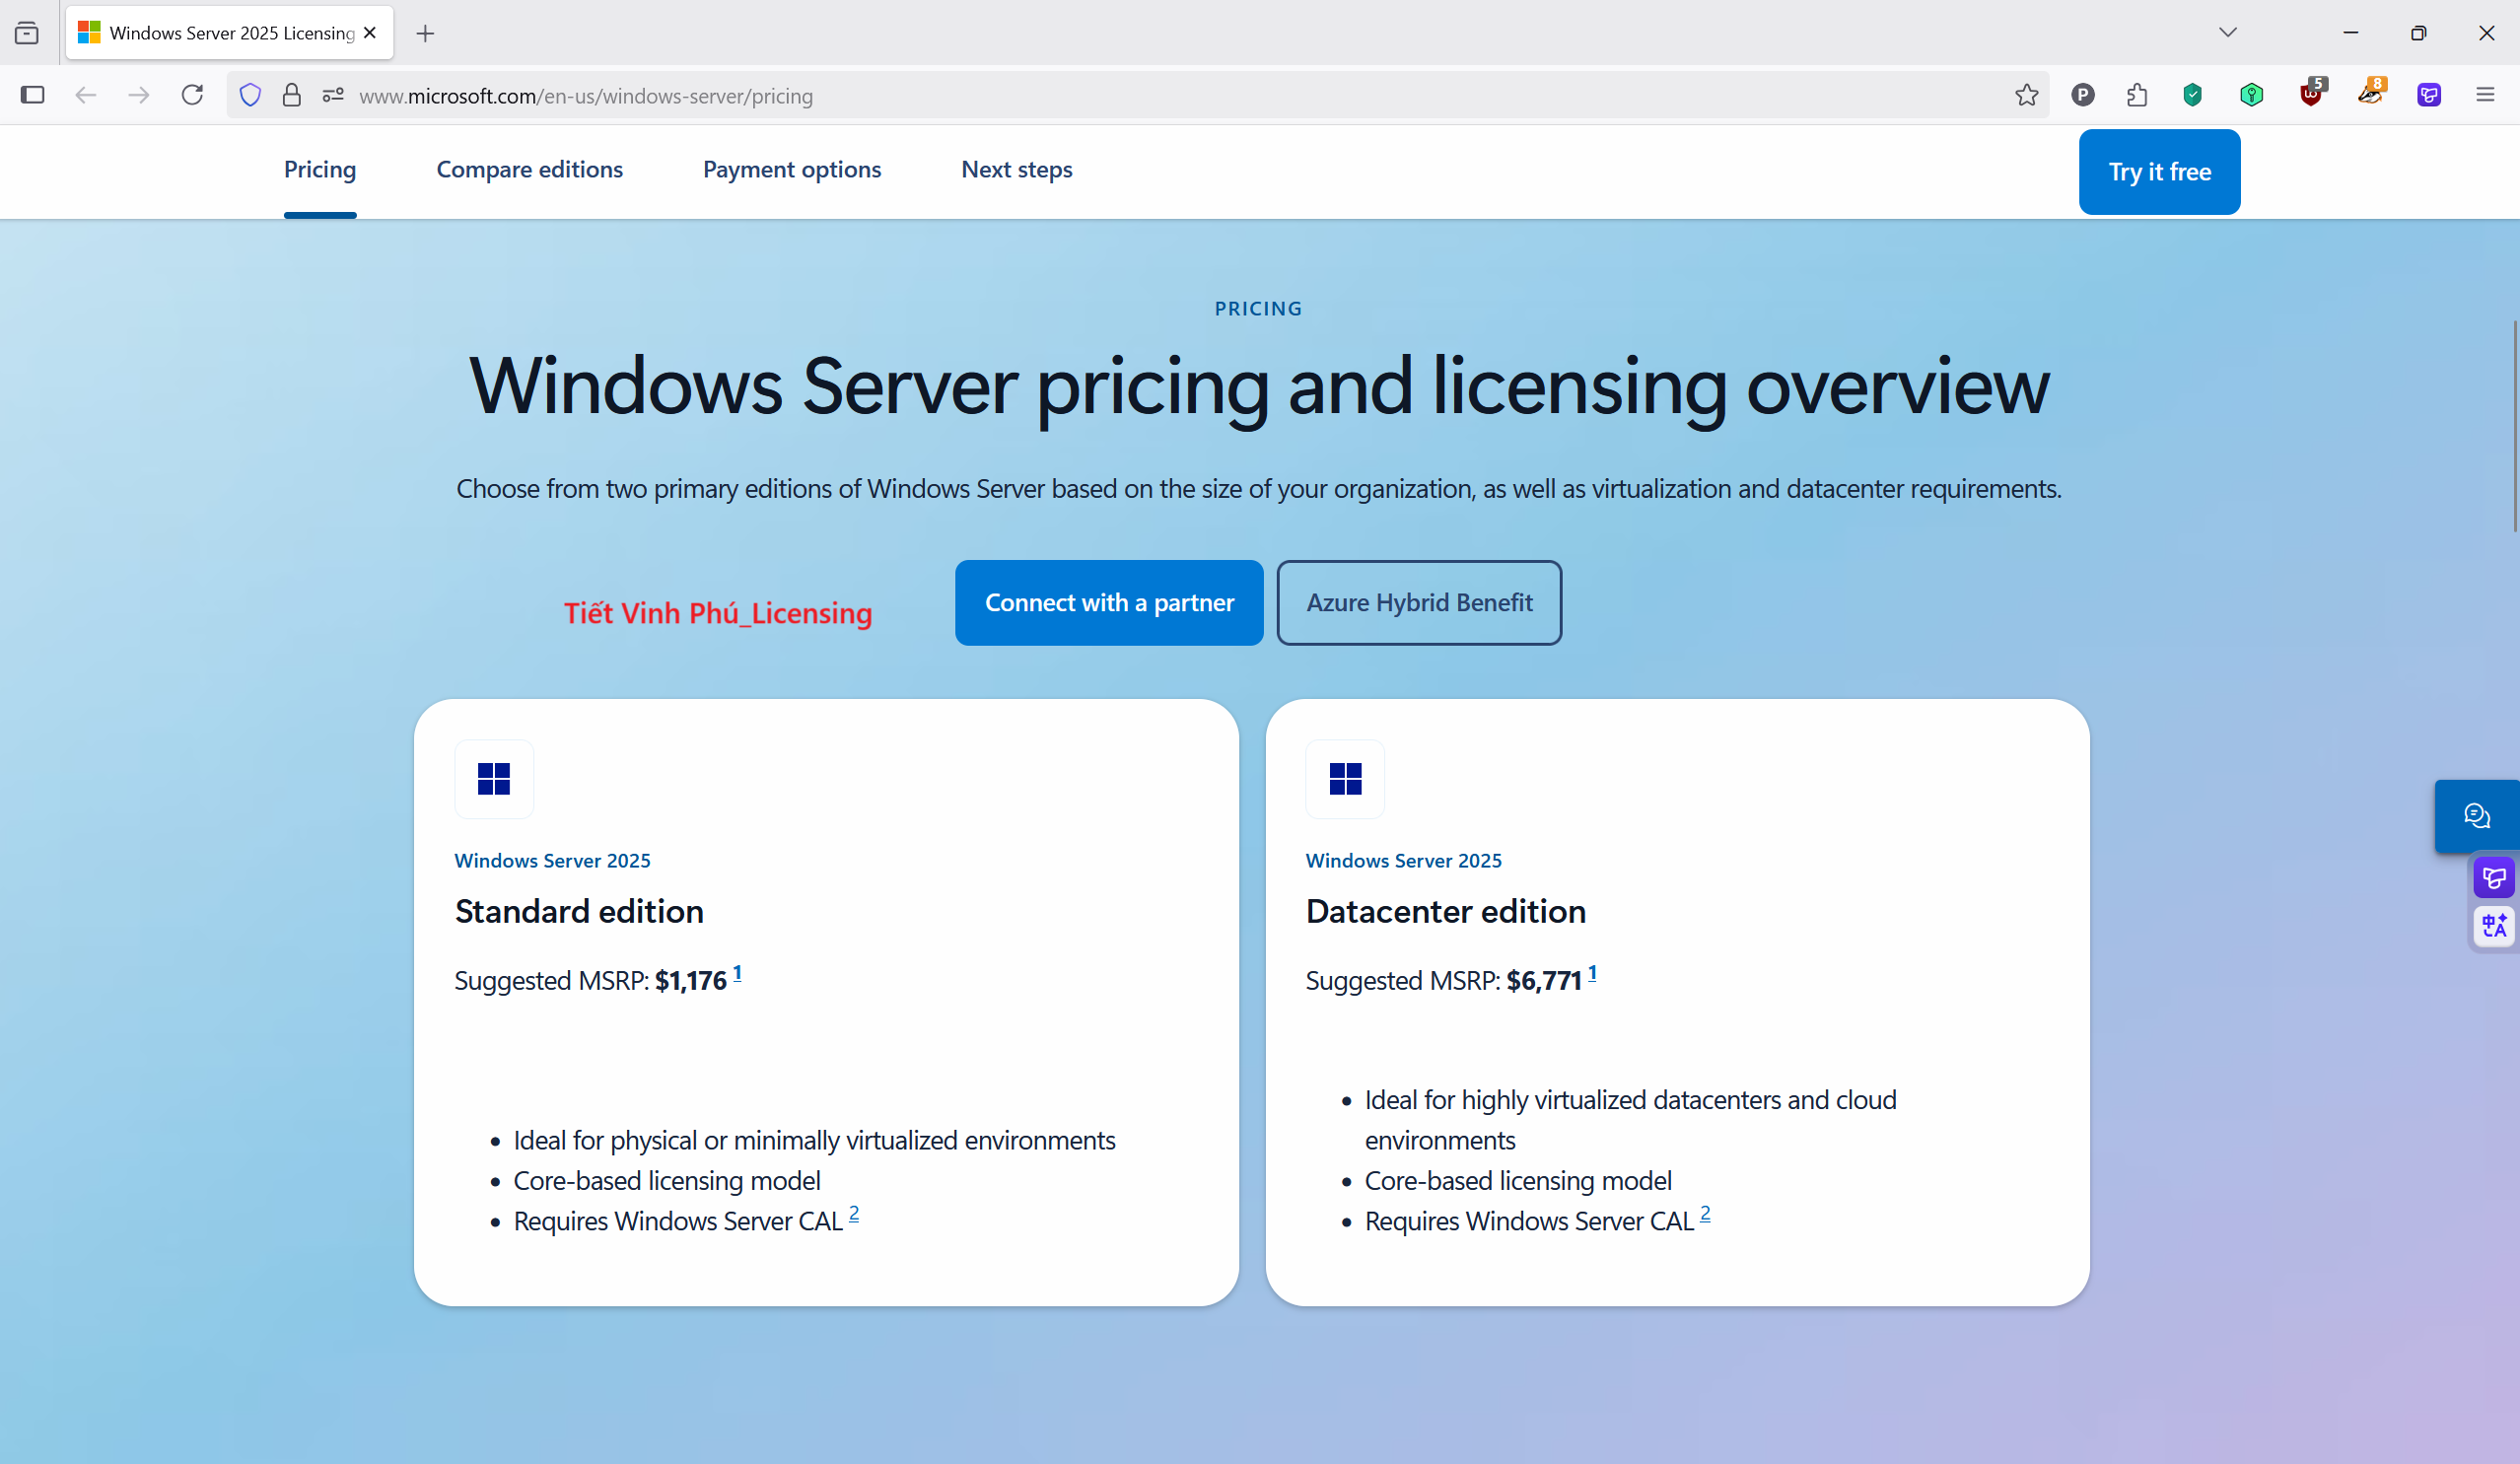 Windows Server 2025 Licensing
www.microsoft.com/en-us/windows-server/pricing
P
5
8
Pricing
Compare editions
Payment options
Next steps
Try it free
PRICING
Windows Server pricing and licensing overview
Choose from two primary editions of Windows Server based on the size of your organization, as well as virtualization and datacenter requirements.
Tiết Vinh Phú_Licensing
Connect with a partner
Azure Hybrid Benefit
Windows Server 2025
Standard edition
Suggested MSRP: $1,176 1
• Ideal for physical or minimally virtualized environments
• Core-based licensing model
• Requires Windows Server CAL 2
Windows Server 2025
Datacenter edition
Suggested MSRP: $6,771 1
• Ideal for highly virtualized datacenters and cloud
environments
• Core-based licensing model
• Requires Windows Server CAL 2
中A